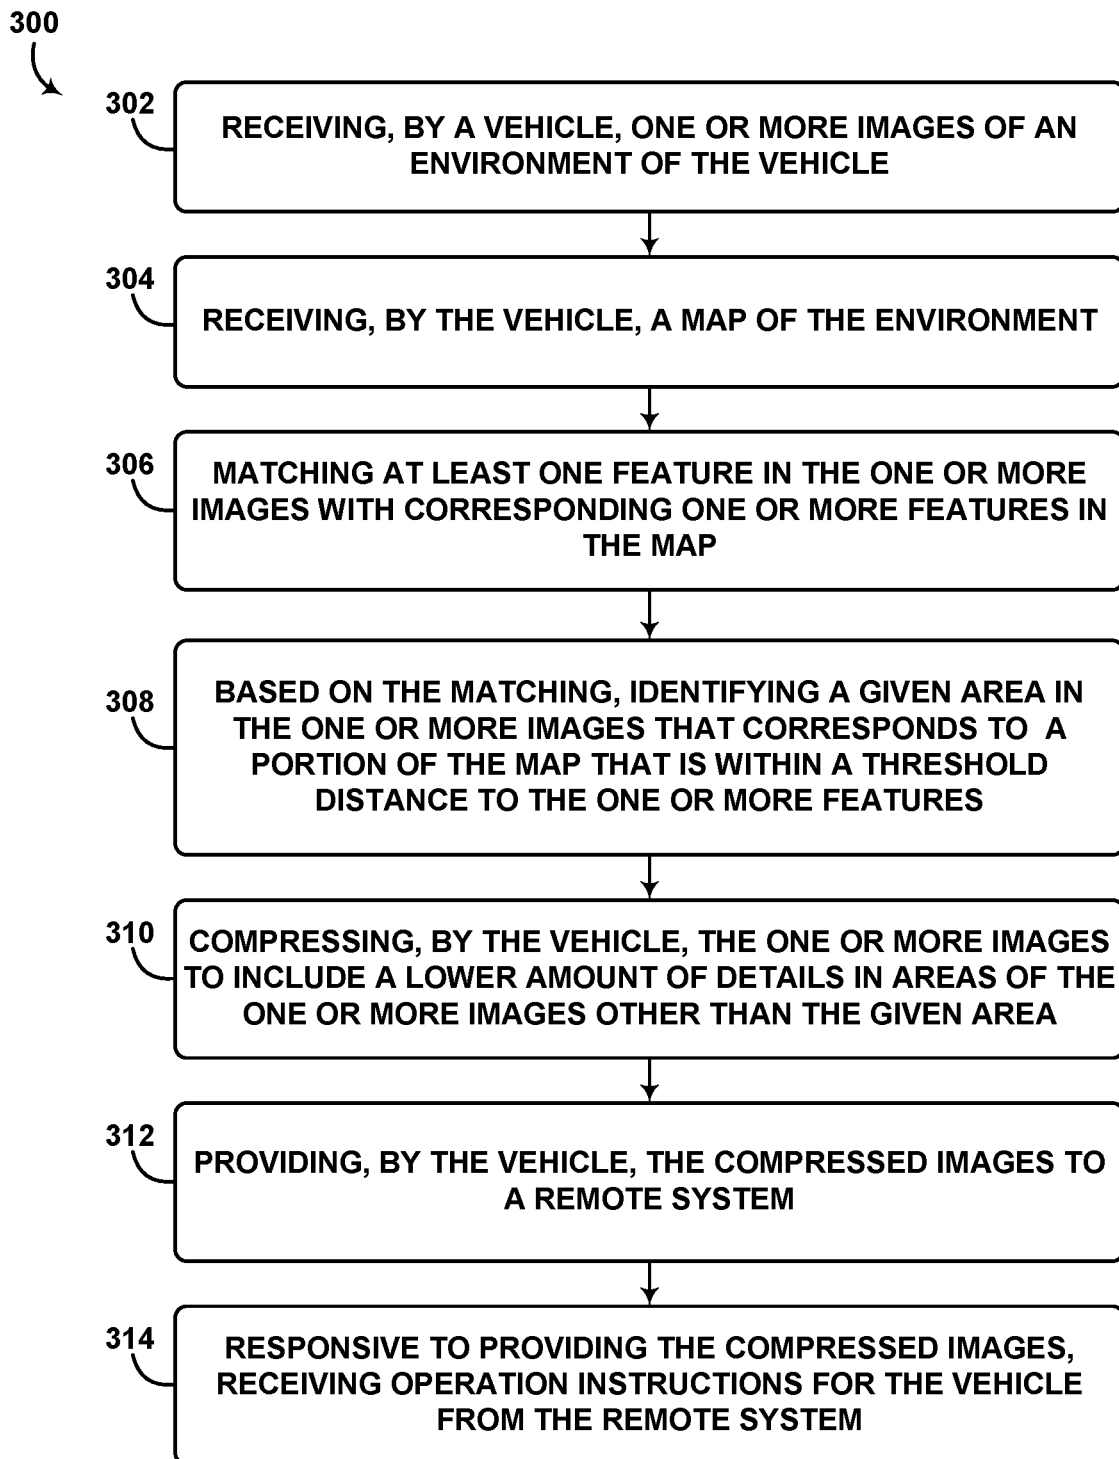 300
302
RECEIVING, BY A VEHICLE, ONE OR MORE IMAGES OF AN
ENVIRONMENT OF THE VEHICLE
304
RECEIVING, BY THE VEHICLE, A MAP OF THE ENVIRONMENT
306
MATCHING AT LEAST ONE FEATURE IN THE ONE OR MORE
IMAGES WITH CORRESPONDING ONE OR MORE FEATURES IN
THE MAP
308
BASED ON THE MATCHING, IDENTIFYING A GIVEN AREA IN
THE ONE OR MORE IMAGES THAT CORRESPONDS TO A
PORTION OF THE MAP THAT IS WITHIN A THRESHOLD
DISTANCE TO THE ONE OR MORE FEATURES
310
COMPRESSING, BY THE VEHICLE, THE ONE OR MORE IMAGES
TO INCLUDE A LOWER AMOUNT OF DETAILS IN AREAS OF THE
ONE OR MORE IMAGES OTHER THAN THE GIVEN AREA
312
PROVIDING, BY THE VEHICLE, THE COMPRESSED IMAGES TO
A REMOTE SYSTEM
314
RESPONSIVE TO PROVIDING THE COMPRESSED IMAGES,
RECEIVING OPERATION INSTRUCTIONS FOR THE VEHICLE
FROM THE REMOTE SYSTEM